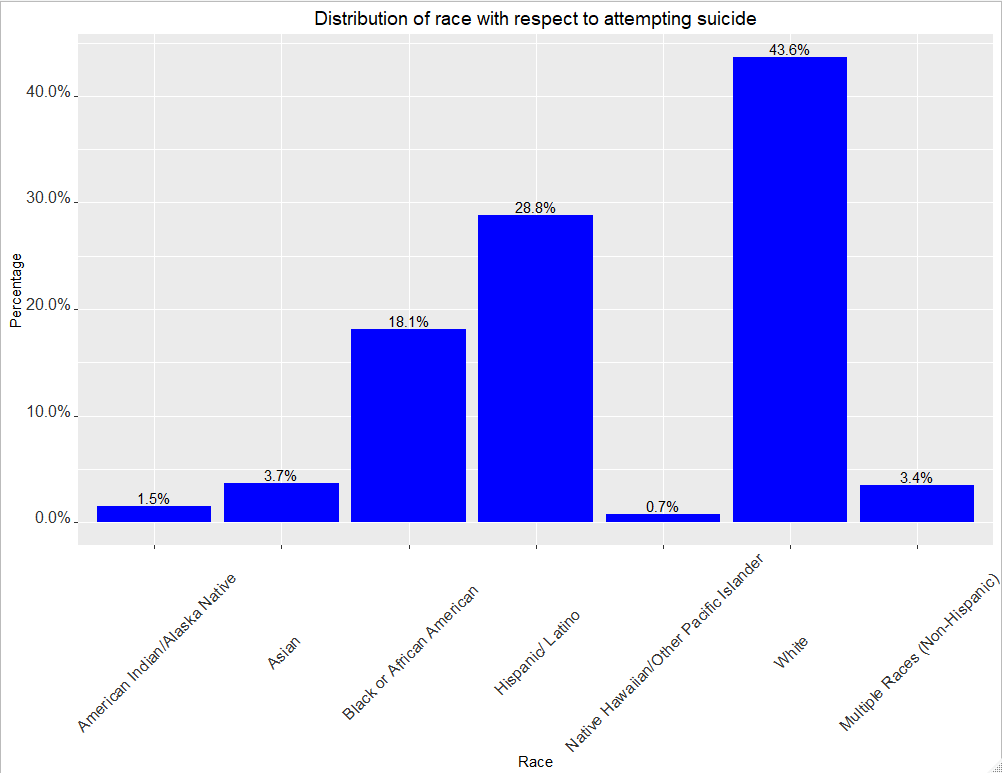 Distribution of race with respect to attempting suicide
Percentage
40.0%
30.0%
20.0%
10.0%
0.0%
1.5%
3.7%
18.1%
28.8%
0.7%
43.6%
3.4%
American Indian/Alaska Native
Asian
Black or African American
Hispanic/ Latino
Native Hawaiian/Other Pacific Islander
White
Multiple Races (Non-Hispanic)
Race